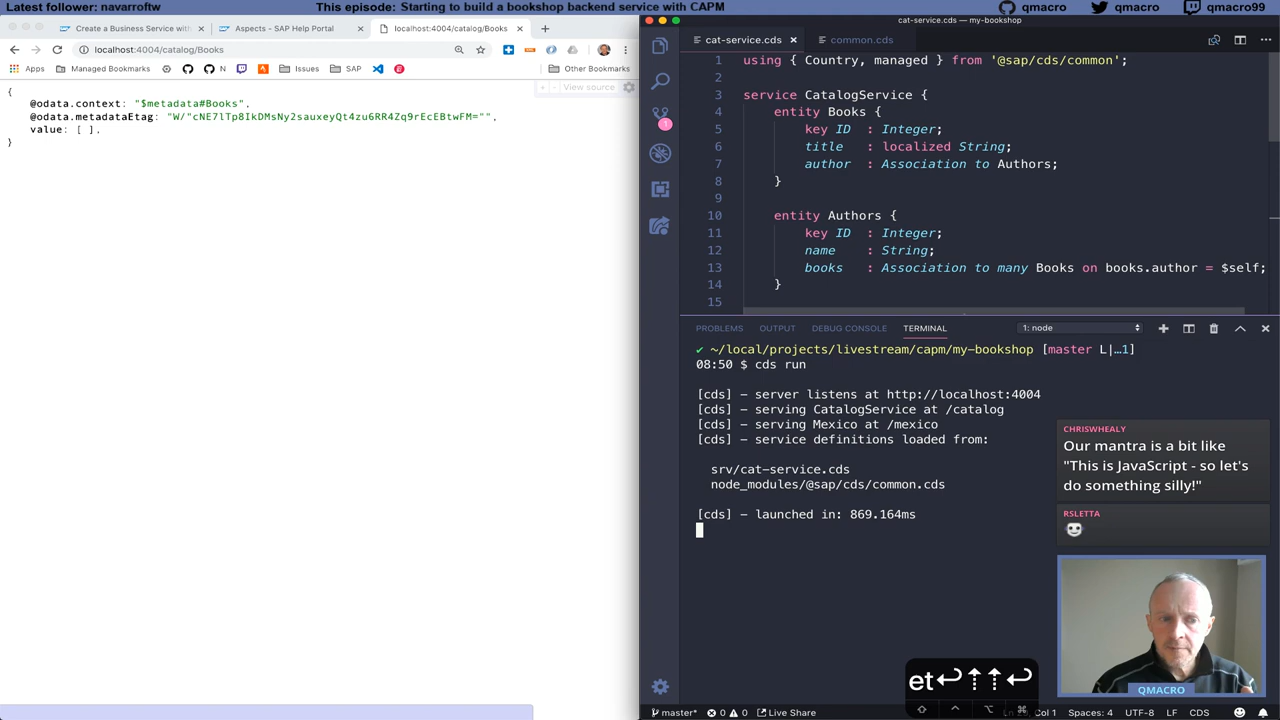 Latest follower: navarroftw
This episode: Starting to build a bookshop backend service with CAPM
qmacro
qmacro
qmacro99
Create a Business Service with
Aspects - SAP Help Portal
localhost:4004/catalog/Books
localhost:4004/catalog/Books
Apps
Managed Bookmarks
N
Issues
SAP
Other Bookmarks
View source
{
@odata.context: "$metadata#Books",
@odata.metadataEtag: "W/"cNE7lTp8IkDMsNy2sauxeyQt4zu6RR4Zq9rEcEBtwFM="",
value: [ ],
}
cat-service.cds — my-bookshop
cat-service.cds
common.cds
1 using { Country, managed } from '@sap/cds/common';
2
3 service CatalogService {
4 entity Books {
5 key ID : Integer;
6 title : localized String;
7 author : Association to Authors;
8 }
9
10 entity Authors {
11 key ID : Integer;
12 name : String;
13 books : Association to many Books on books.author = $self;
14 }
15
1
PROBLEMS
OUTPUT
DEBUG CONSOLE
TERMINAL
1: node
✔ ~/local/projects/livestream/capm/my-bookshop [master L|…1]
08:50 $ cds run
[cds] - server listens at http://localhost:4004
[cds] - serving CatalogService at /catalog
[cds] - serving Mexico at /mexico
[cds] - service definitions loaded from:
srv/cat-service.cds
node_modules/@sap/cds/common.cds
[cds] - launched in: 869.164ms
CHRISWHEALY
Our mantra is a bit like
"This is JavaScript - so let's
do something silly!"
RSLETTA
QMACRO
et↩⇡⇡↩
master*
0
0
Live Share
Col 1
Spaces: 4
UTF-8
LF
CDS